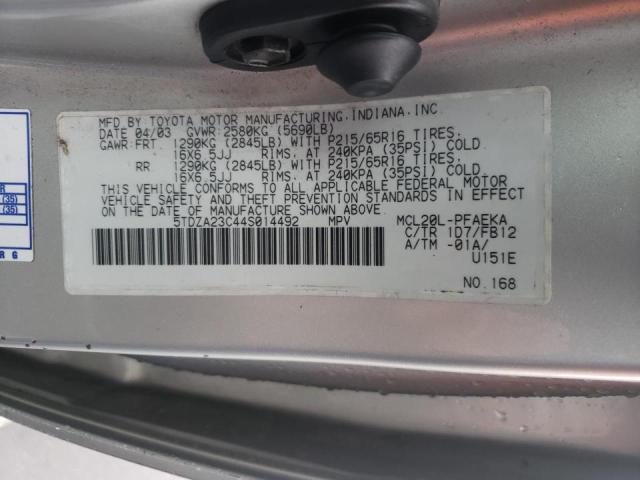 MFD BY TOYOTA MOTOR MANUFACTURING,INDIANA,INC
DATE 04/03 GVWR:2580KG (5690LB)
GAWR:FRT 1290KG (2845LB) WITH P215/65R16 TIRES.
16X6.5JJ RIMS. AT 240KPA (35PSI) COLD
RR 1290KG (2845LB) WITH P215/65R16 TIRES.
16X6.5JJ RIMS. AT 240KPA (35PSI) COLD
THIS VEHICLE CONFORMS TO ALL APPLICABLE FEDERAL MOTOR
VEHICLE SAFETY AND THEFT PREVENTION STANDARDS IN EFFECT
ON THE DATE OF MANUFACTURE SHOWN ABOVE.
5TDZA23C44S014492 MPV MCL20L-PFAEKA
C/TR 1D7/FB12
A/TM -01A/
U151E
NO.168
R
(35)
(35)
R G